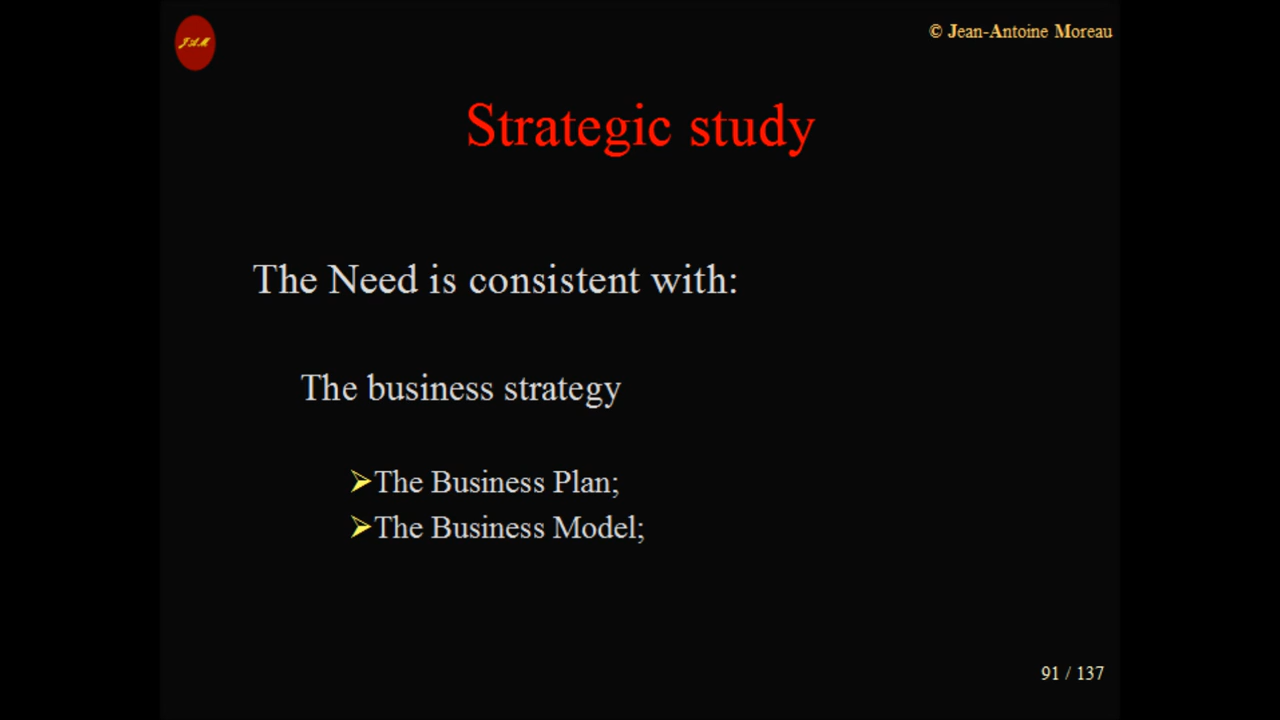 JAM
© Jean-Antoine Moreau
Strategic study
The Need is consistent with:
The business strategy
The Business Plan;
The Business Model;
91 / 137